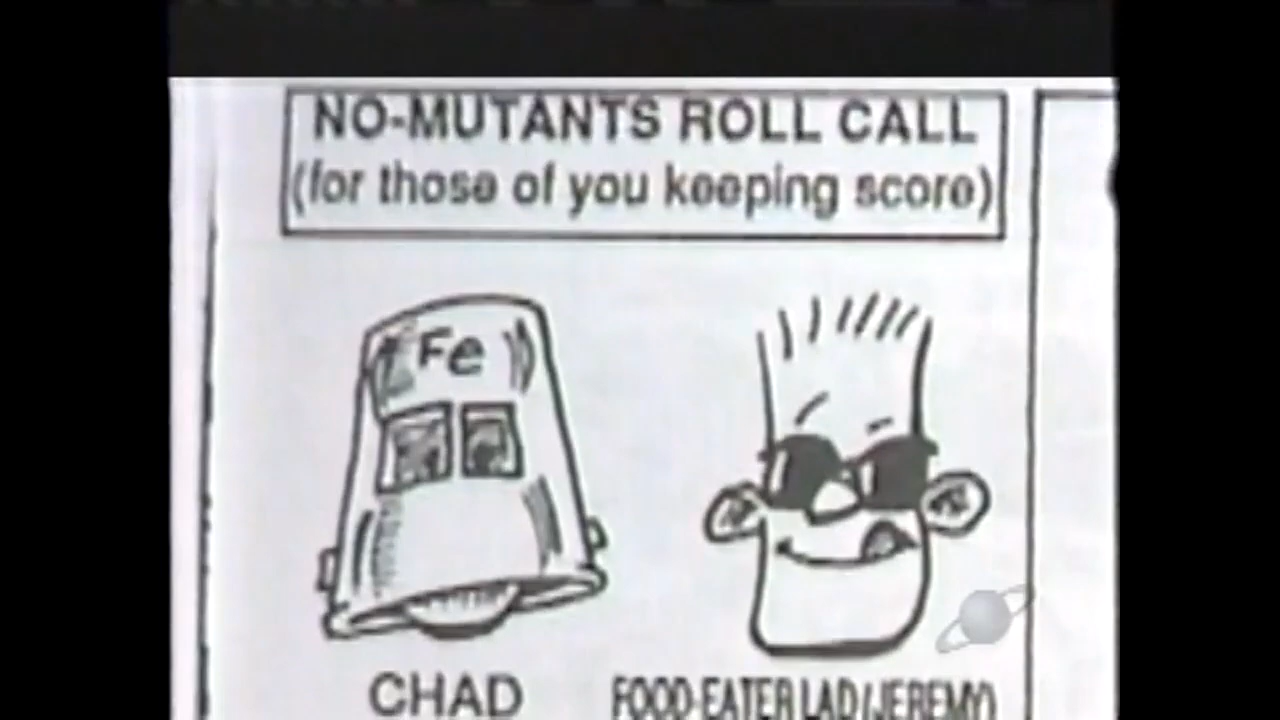 NO-MUTANTS ROLL CALL
(for those of you keeping score)
Fe
CHAD
FOOD-EATER LAD (JEREMY)